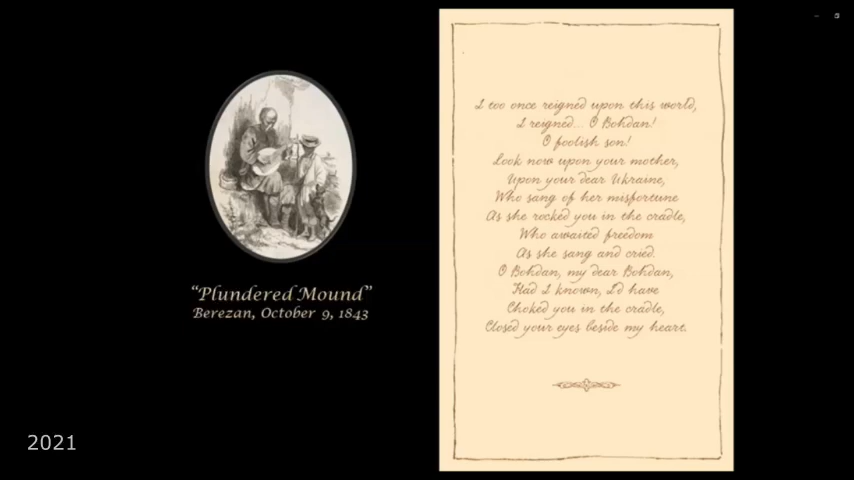 "Plundered Mound"
Berezan, October 9, 1843
2021
I too once reigned upon this world,
I reigned... O Bohdan!
O foolish son!
Look now upon your mother,
Upon your dear Ukraine,
Who sang of her misfortune
As she rocked you in the cradle,
Who awaited freedom
As she sang and cried.
O Bohdan, my dear Bohdan,
Had I known, I'd have
Choked you in the cradle,
Closed your eyes beside my heart.